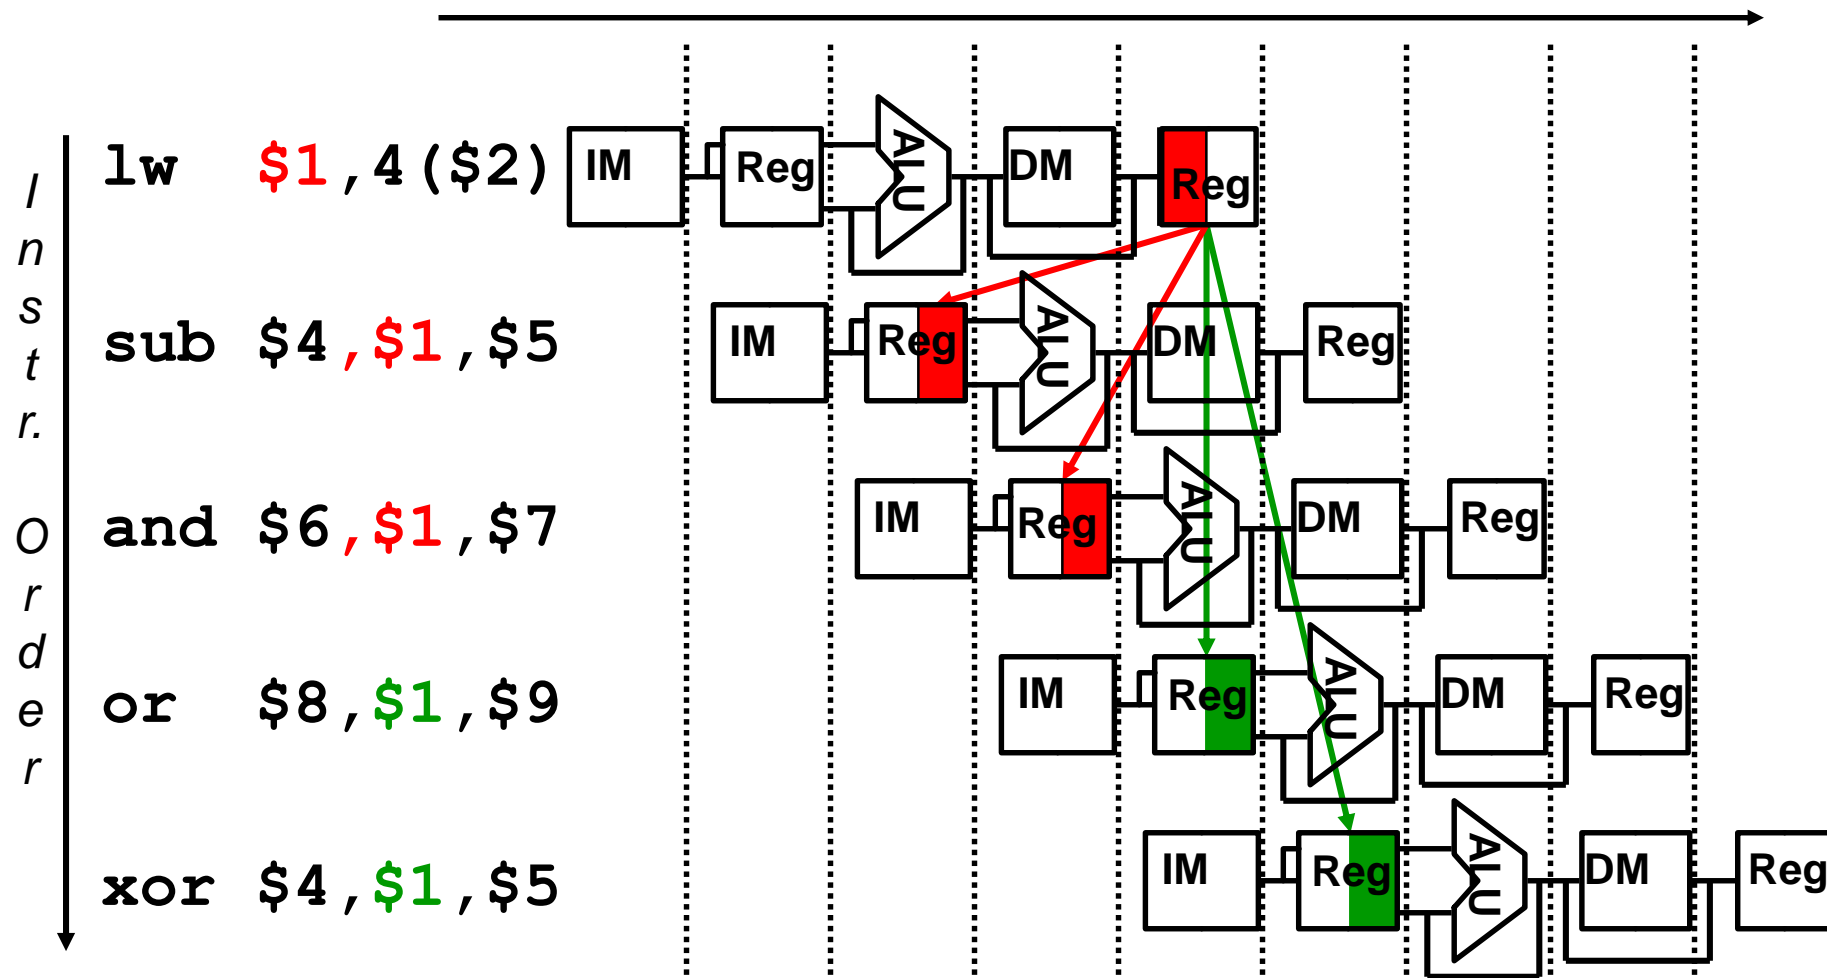 Instr. Order
lw $1,4($2) IM Reg ALU DM Reg
sub $4,$1,$5 IM Reg ALU DM Reg
and $6,$1,$7 IM Reg ALU DM Reg
or $8,$1,$9 IM Reg ALU DM Reg
xor $4,$1,$5 IM Reg ALU DM Reg